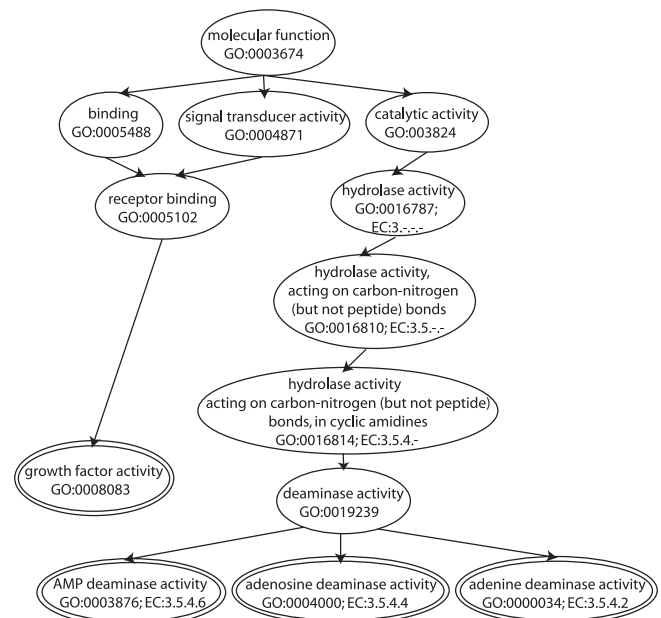 molecular function
GO:0003674
binding
GO:0005488
signal transducer activity
GO:0004871
catalytic activity
GO:003824
receptor binding
GO:0005102
hydrolase activity
GO:0016787;
EC:3.-.-.-
hydrolase activity,
acting on carbon-nitrogen
(but not peptide) bonds
GO:0016810; EC:3.5.-.-
hydrolase activity
acting on carbon-nitrogen (but not peptide)
bonds, in cyclic amidines
GO:0016814; EC:3.5.4.-
growth factor activity
GO:0008083
deaminase activity
GO:0019239
AMP deaminase activity
GO:0003876; EC:3.5.4.6
adenosine deaminase activity
GO:0004000; EC:3.5.4.4
adenine deaminase activity
GO:0000034; EC:3.5.4.2